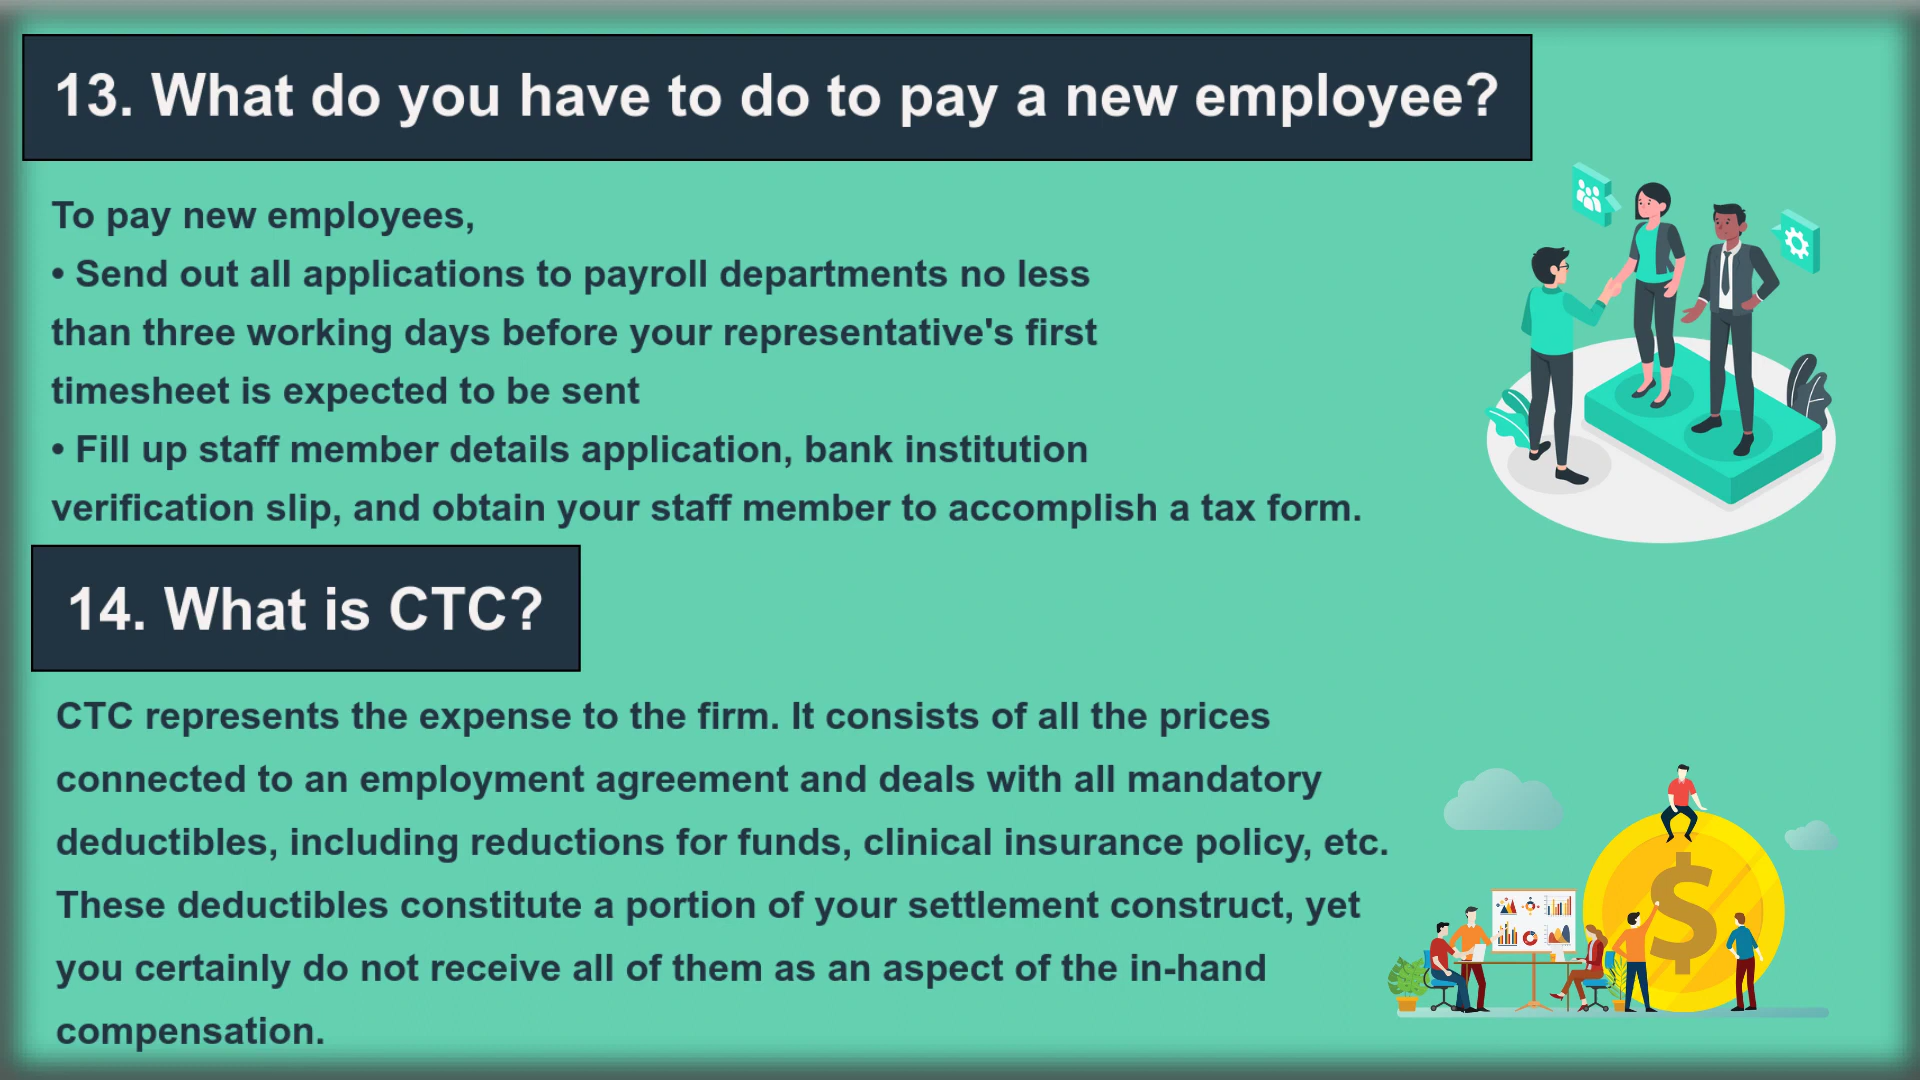 13. What do you have to do to pay a new employee?
To pay new employees,
• Send out all applications to payroll departments no less
than three working days before your representative's first
timesheet is expected to be sent
• Fill up staff member details application, bank institution
verification slip, and obtain your staff member to accomplish a tax form.
14. What is CTC?
CTC represents the expense to the firm. It consists of all the prices
connected to an employment agreement and deals with all mandatory
deductibles, including reductions for funds, clinical insurance policy, etc.
These deductibles constitute a portion of your settlement construct, yet
you certainly do not receive all of them as an aspect of the in-hand
compensation.
$